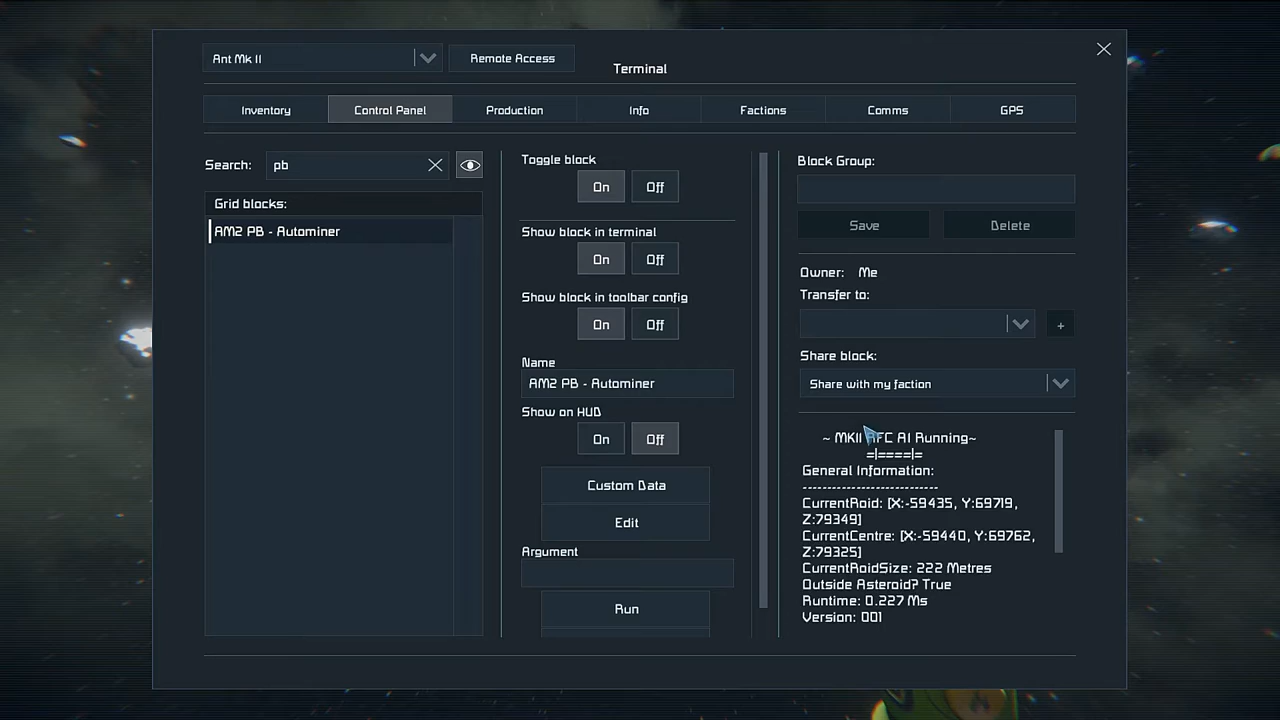 Ant Mk II
Remote Access
Terminal
Inventory
Control Panel
Production
Info
Factions
Comms
GPS
Search:
pb
Grid blocks:
AM2 PB - Autominer
Toggle block
On
Off
Show block in terminal
On
Off
Show block in toolbar config
On
Off
Name
AM2 PB - Autominer
Show on HUD
On
Off
Custom Data
Edit
Argument
Run
Block Group:
Save
Delete
Owner: Me
Transfer to:
+
Share block:
Share with my faction
~ MKII RFC AI Running~
=|====|=
General Information:
---------------------------
CurrentRoid: [X:-59435, Y:69719,
Z:79349]
CurrentCentre: [X:-59440, Y:69762,
Z:79325]
CurrentRoidSize: 222 Metres
Outside Asteroid? True
Runtime: 0.227 Ms
Version: 001